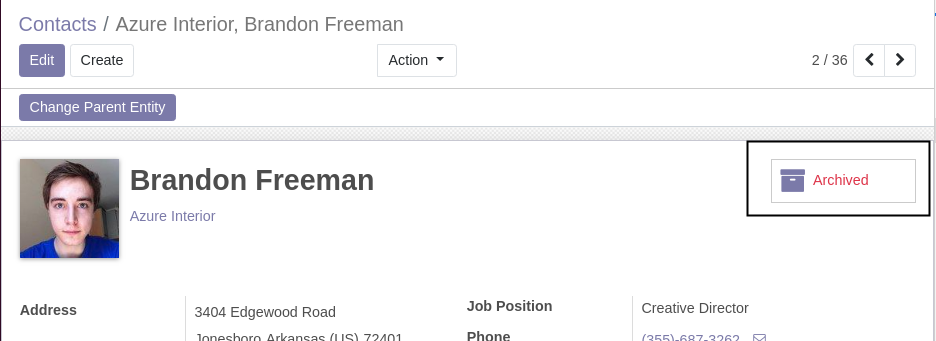 Contacts / Azure Interior, Brandon Freeman
Edit Create Action 2 / 36
Change Parent Entity
Brandon Freeman
Archived
Azure Interior
Address
3404 Edgewood Road
Jonesboro Arkansas (US) 72401
Job Position
Creative Director
Phone
(355)-687-3262